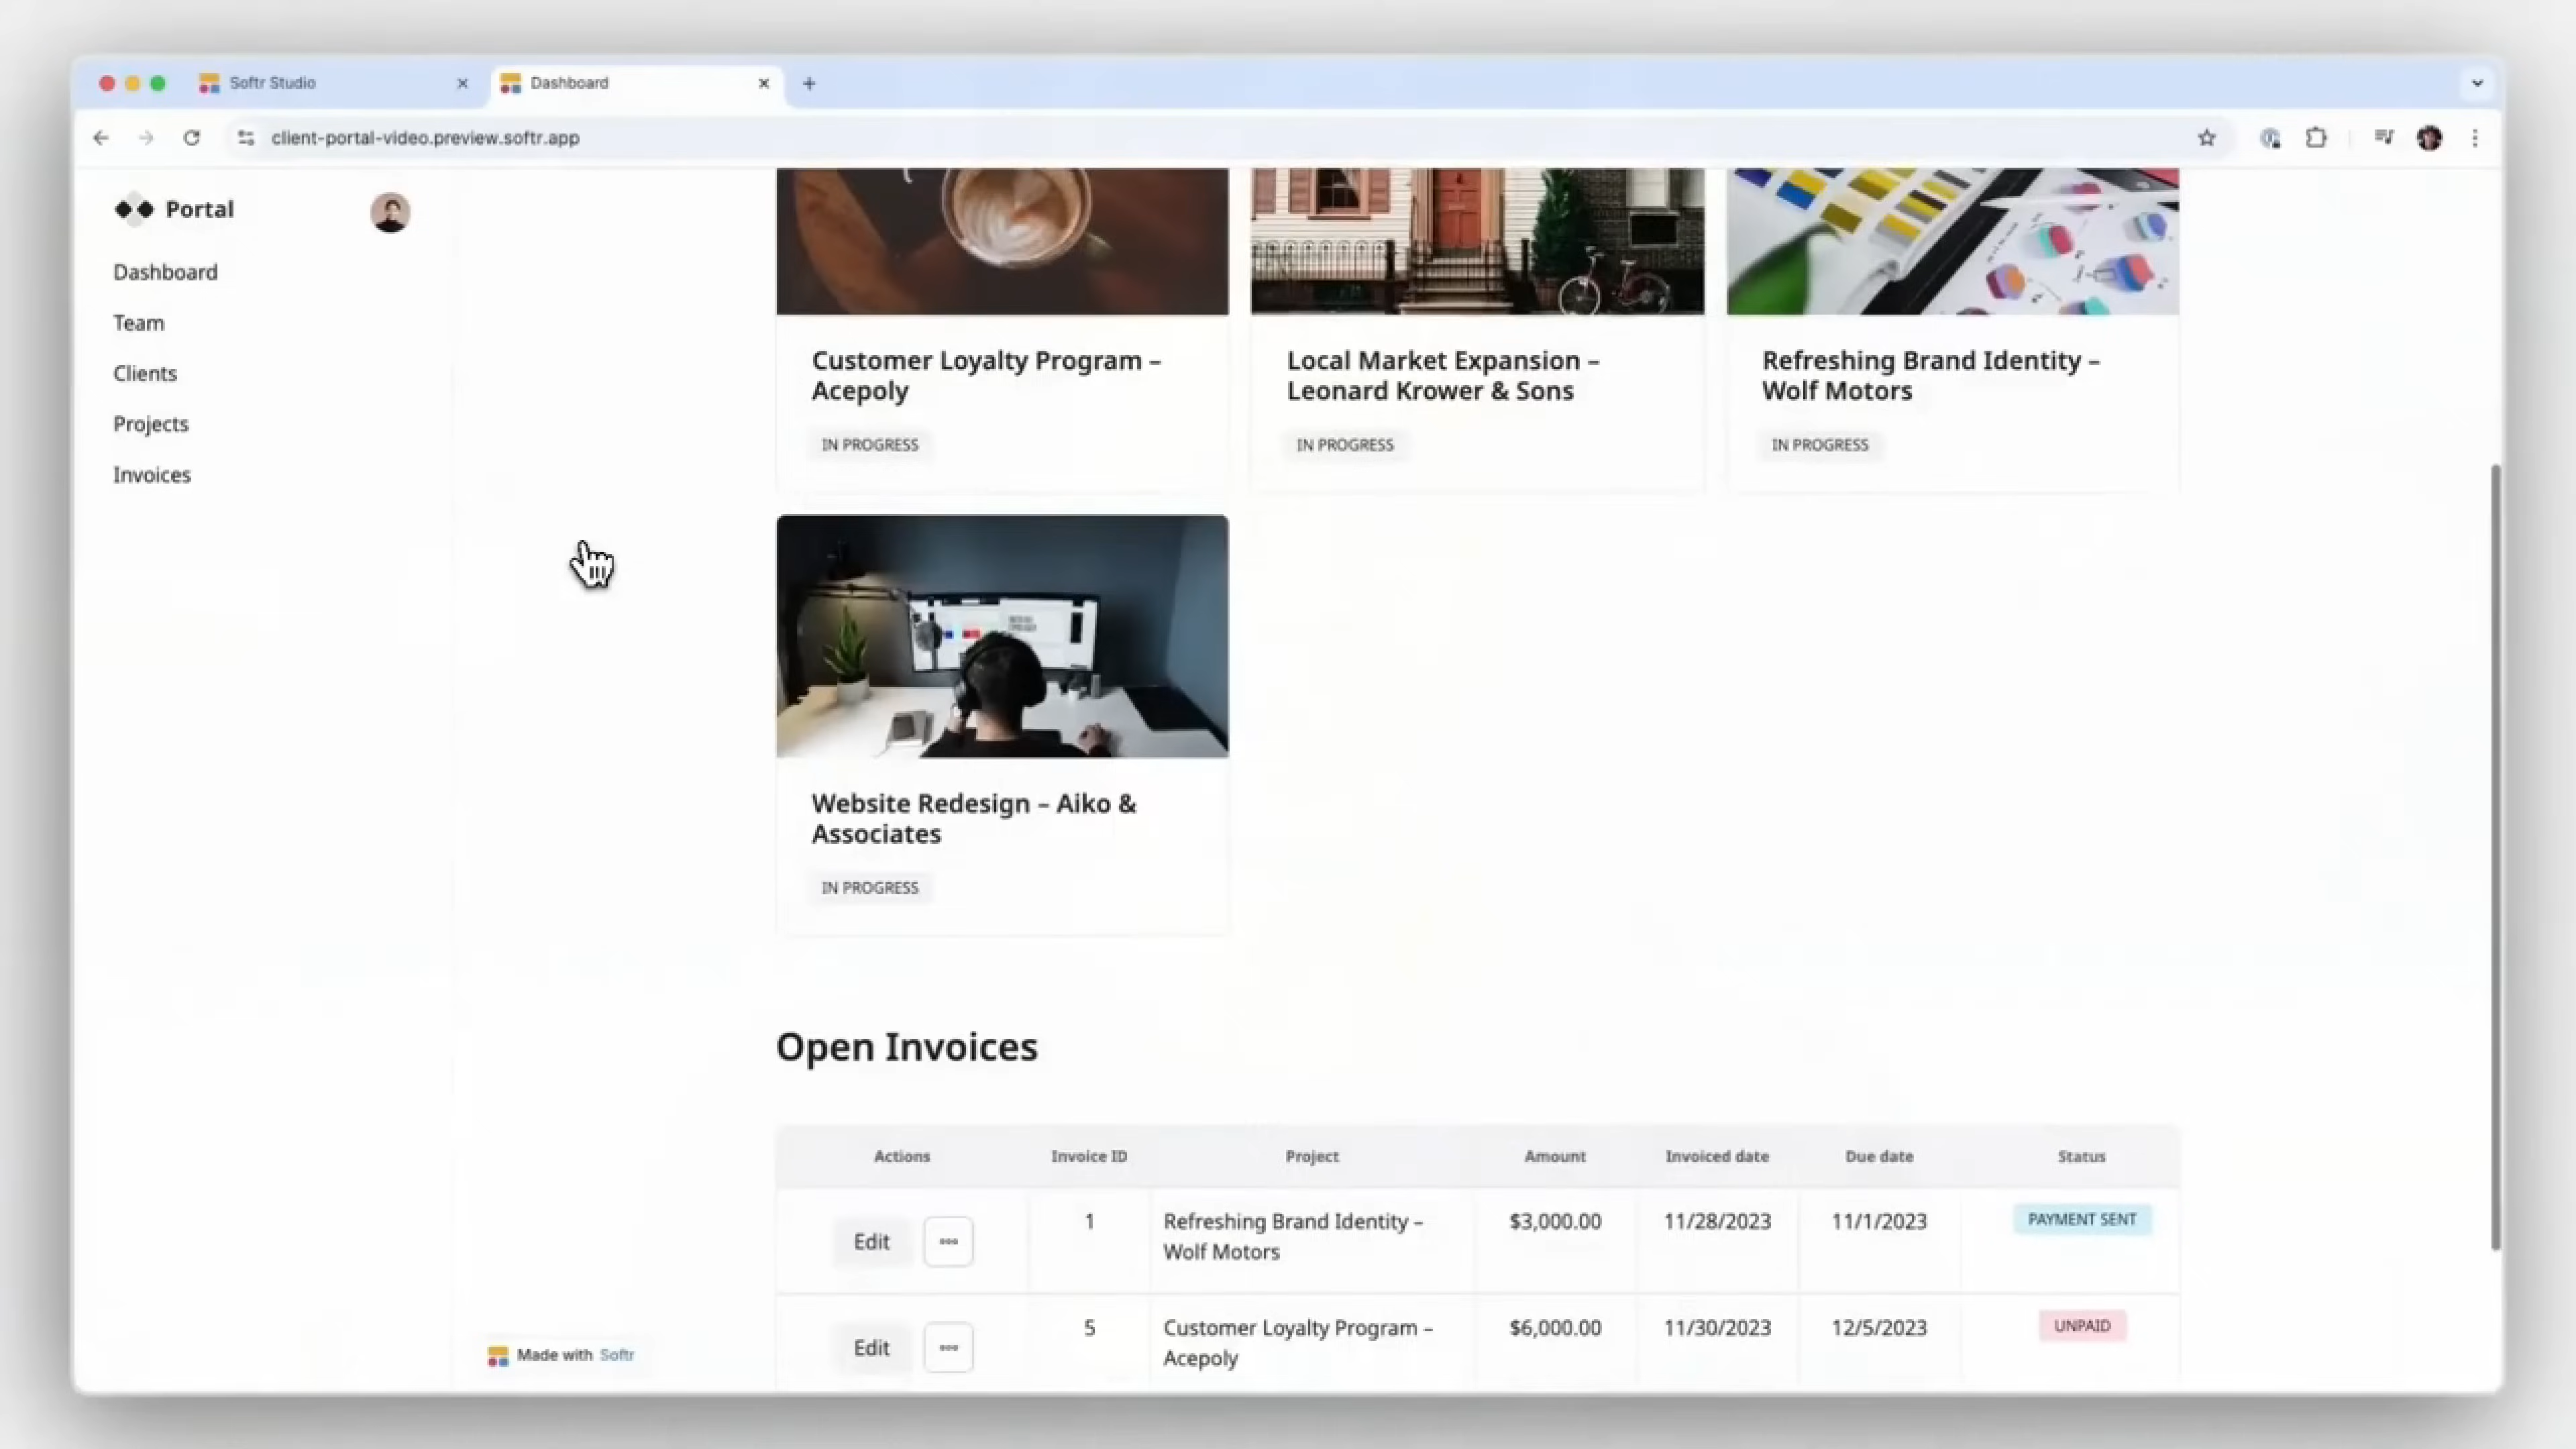 Softr Studio
Dashboard
client-portal-video.preview.softr.app
Portal
Dashboard
Team
Clients
Projects
Invoices
Customer Loyalty Program –
Acepoly
IN PROGRESS
Local Market Expansion –
Leonard Krower & Sons
IN PROGRESS
Refreshing Brand Identity –
Wolf Motors
IN PROGRESS
Website Redesign – Aiko &
Associates
IN PROGRESS
Open Invoices
Actions Invoice ID Project Amount Invoiced date Due date Status
Edit 1 Refreshing Brand Identity – $3,000.00 11/28/2023 11/1/2023 PAYMENT SENT
Wolf Motors
Edit 5 Customer Loyalty Program – $6,000.00 11/30/2023 12/5/2023 UNPAID
Acepoly
Made with Softr